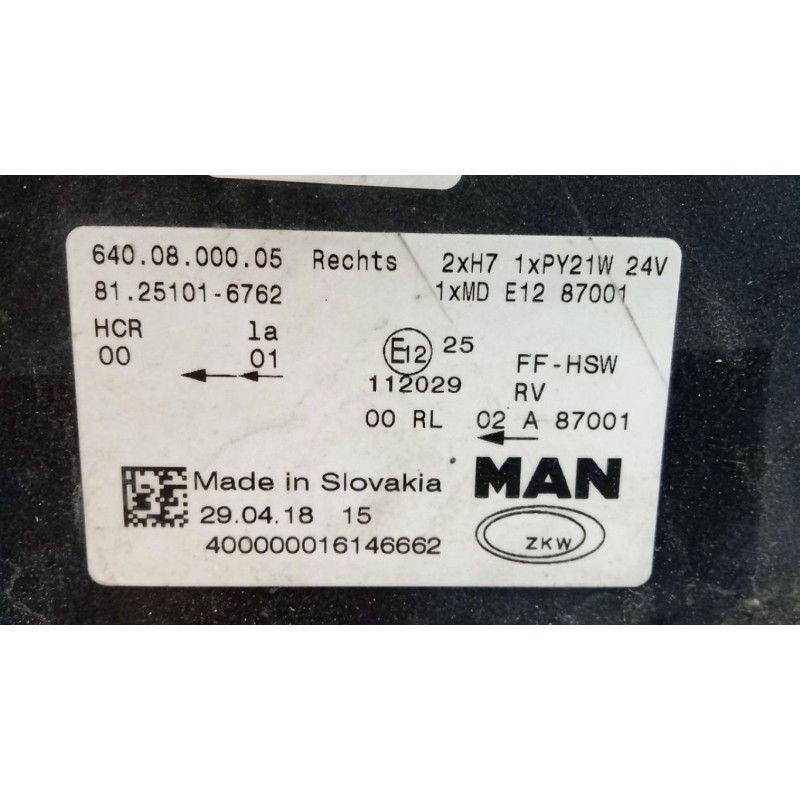 640.08.000.05 Rechts 2xH7 1xPY21W 24V
81.25101-6762 1xMD E12 87001
HCR 1a
00 01
E12 25
112029
FF-HSW
RV
00 RL 02 A 87001
Made in Slovakia
29.04.18 15
400000016146662
MAN
ZKW